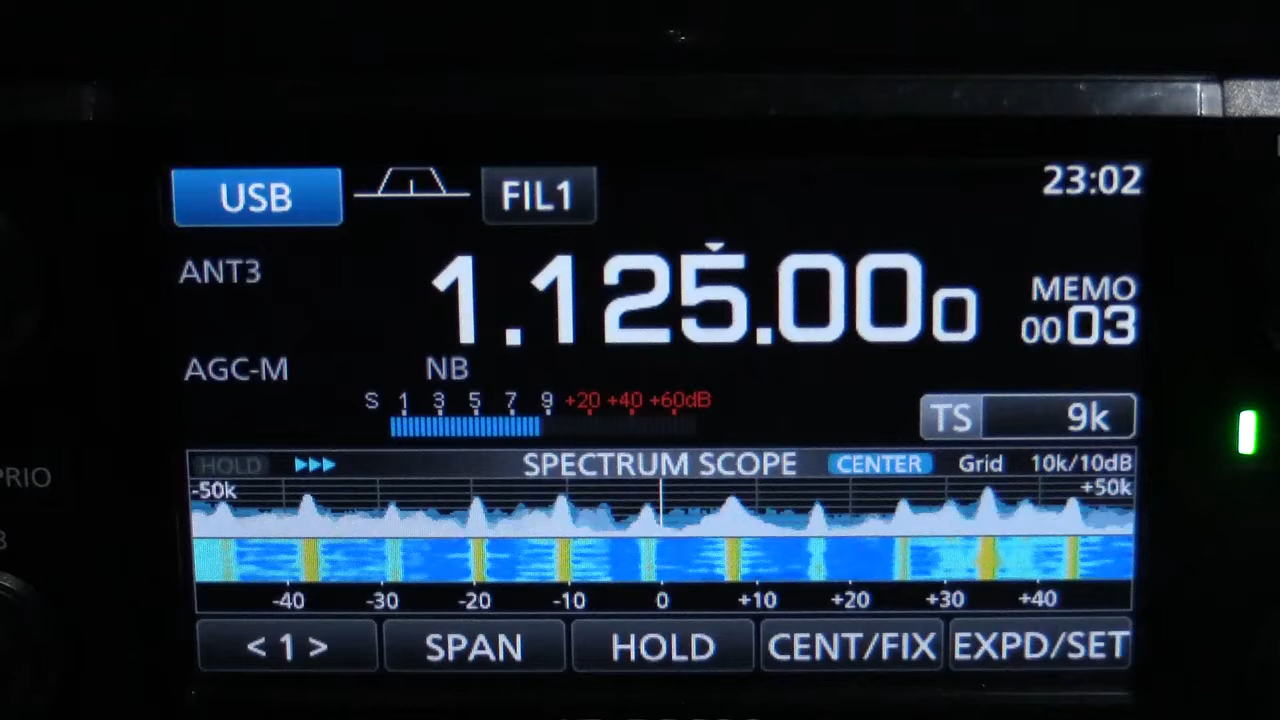 USB FIL1 23:02
ANT3 1.125.000 MEMO
0003
AGC-M NB
S 1 3 5 7 9 +20 +40 +60dB
TS 9k
PRIO
HOLD SPECTRUM SCOPE CENTER Grid 10k/10dB
-50k +50k
-40 -30 -20 -10 0 +10 +20 +30 +40
< 1 > SPAN HOLD CENT/FIX EXPD/SET